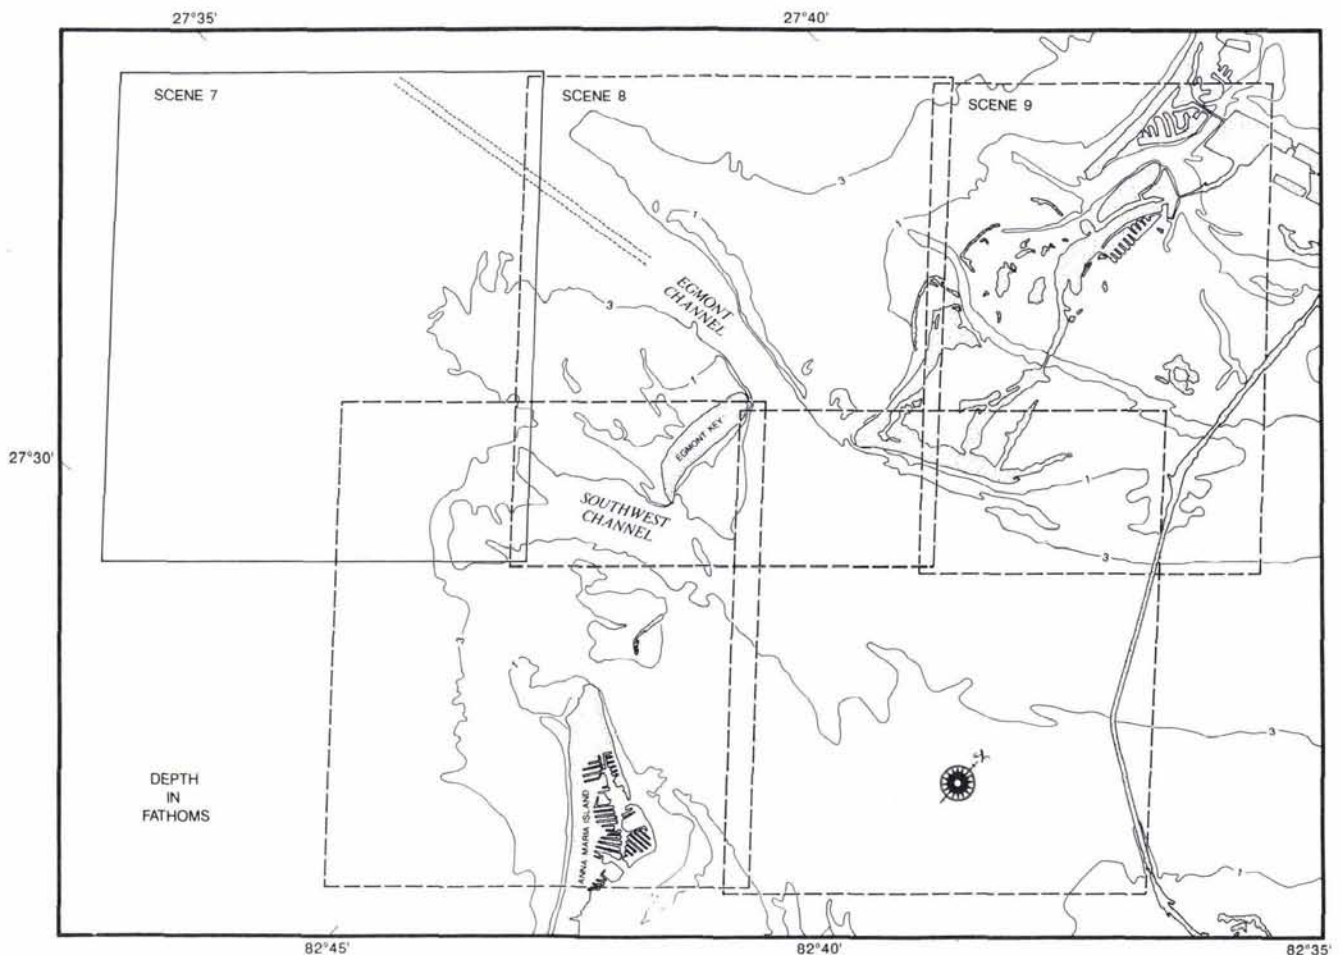 27°35'
27°40'
SCENE 7
SCENE 8
SCENE 9
3
1
1
EGMONT
CHANNEL
3
1
EGMONT KEY
27°30'
SOUTHWEST
CHANNEL
1
3
3
1
3
DEPTH
IN
FATHOMS
ANNA MARIA ISLAND
1
82°45'
82°40'
82°35'